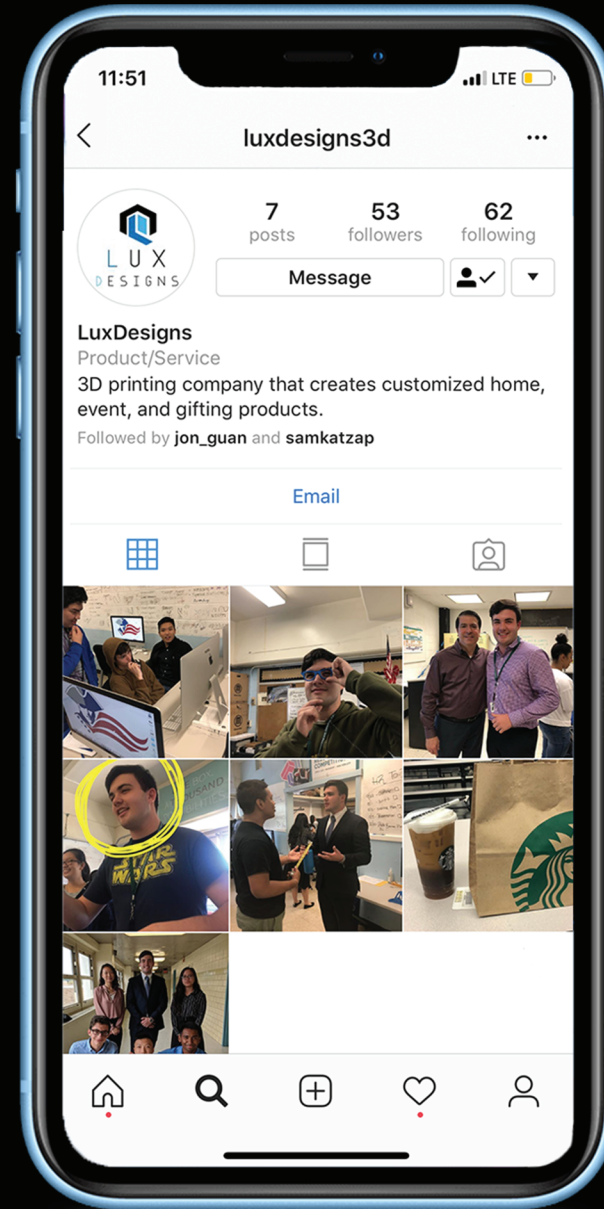 11:51
LTE
luxdesigns3d
7
53
62
posts
followers
following
LUX
DESIGNS
Message
LuxDesigns
Product/Service
3D printing company that creates customized home,
event, and gifting products.
Followed by jon_guan and samkatzap
Email
STAR
WARS